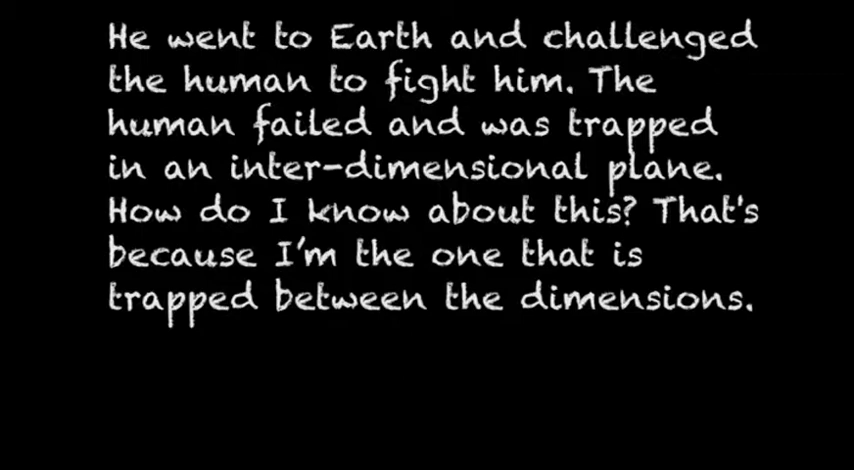 He went to Earth and challenged
the human to fight him. The
human failed and was trapped
in an inter-dimensional plane.
How do I know about this? That's
because I'm the one that is
trapped between the dimensions.